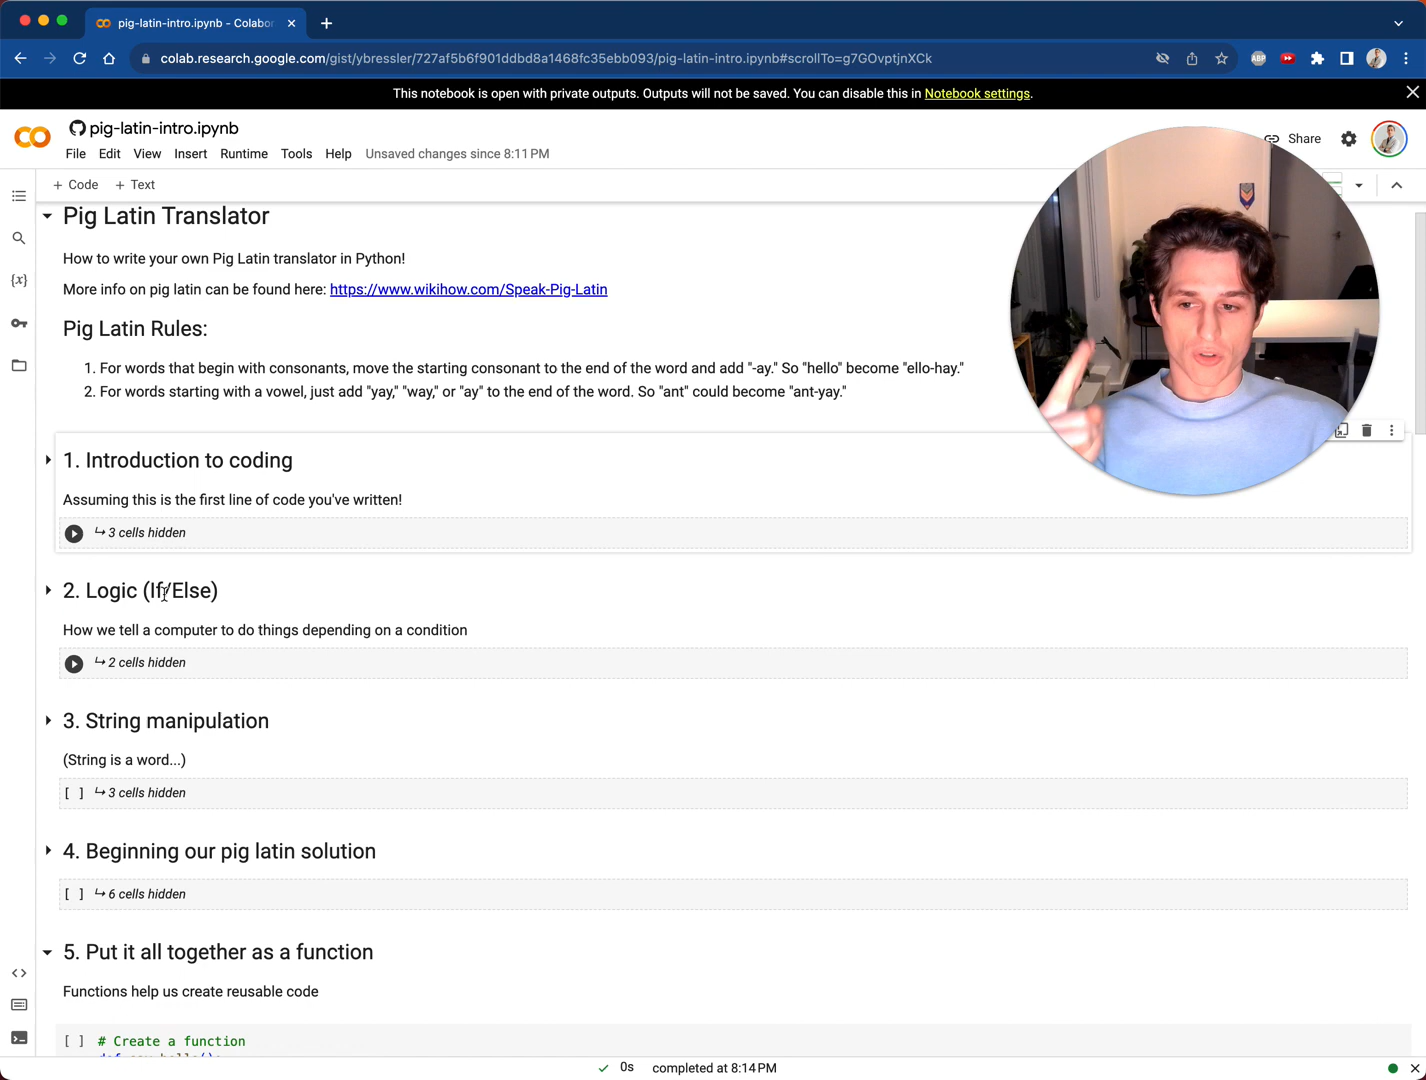 pig-latin-intro.ipynb - Colabor
colab.research.google.com/gist/ybressler/727af5b6f901ddbd8a1468fc35ebb093/pig-latin-intro.ipynb#scrollTo=g7GOvptjnXCk
ABP
This notebook is open with private outputs. Outputs will not be saved. You can disable this in Notebook settings.
pig-latin-intro.ipynb
File Edit View Insert Runtime Tools Help Unsaved changes since 8:11 PM
Share
+ Code + Text
Pig Latin Translator
How to write your own Pig Latin translator in Python!
More info on pig latin can be found here: https://www.wikihow.com/Speak-Pig-Latin
Pig Latin Rules:
1. For words that begin with consonants, move the starting consonant to the end of the word and add "-ay." So "hello" become "ello-hay."
2. For words starting with a vowel, just add "yay," "way," or "ay" to the end of the word. So "ant" could become "ant-yay."
1. Introduction to coding
Assuming this is the first line of code you've written!
3 cells hidden
2. Logic (If/Else)
How we tell a computer to do things depending on a condition
2 cells hidden
3. String manipulation
(String is a word...)
[ ] 3 cells hidden
4. Beginning our pig latin solution
[ ] 6 cells hidden
5. Put it all together as a function
Functions help us create reusable code
[ ] # Create a function
0s completed at 8:14 PM